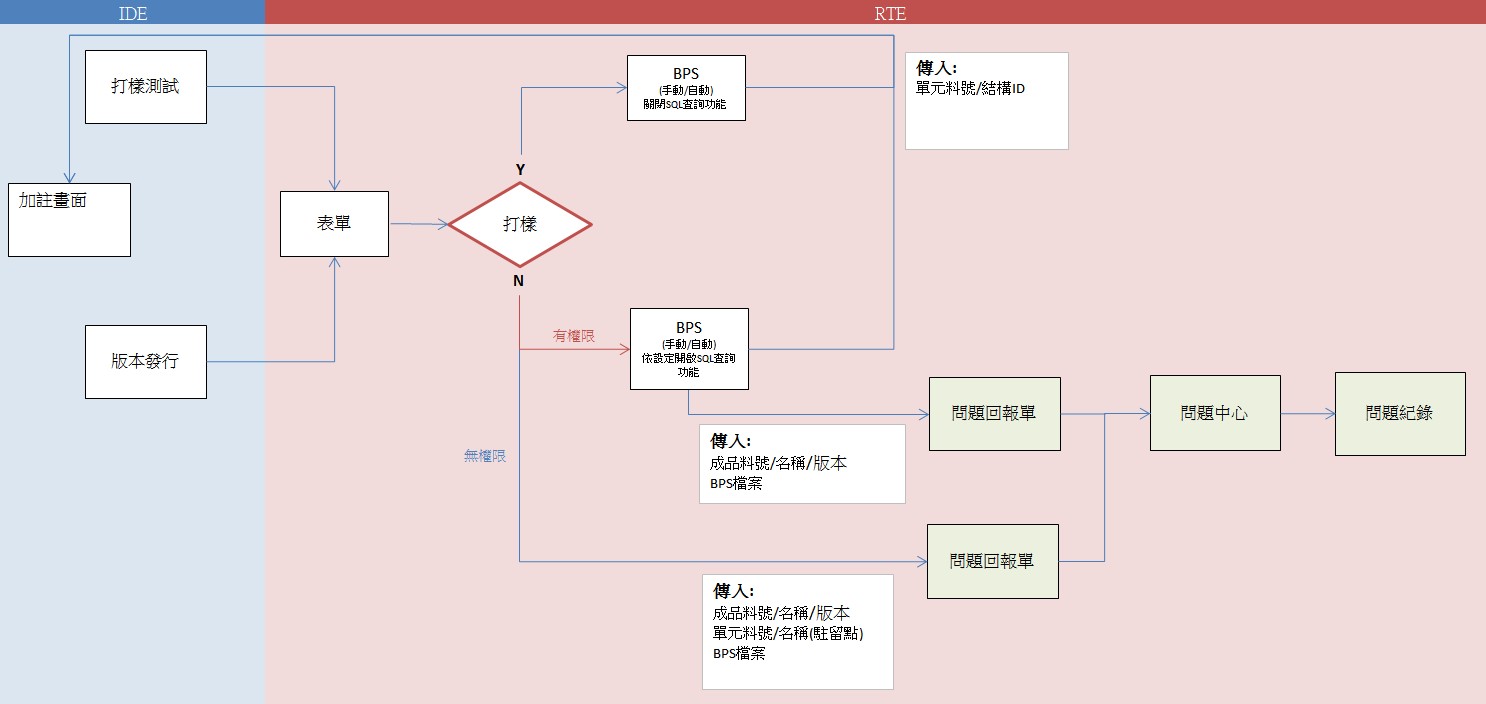 IDE
RTE
打樣測試
加註畫面
版本發行
表單
打樣
Y
N
BPS
(手動/自動)
關閉SQL查詢功能
傳入:
單元料號/結構ID
有權限
無權限
BPS
(手動/自動)
依設定開啟SQL查詢
功能
傳入:
成品料號/名稱/版本
BPS檔案
問題回報單
問題中心
問題紀錄
問題回報單
傳入:
成品料號/名稱/版本
單元料號/名稱(駐留點)
BPS檔案